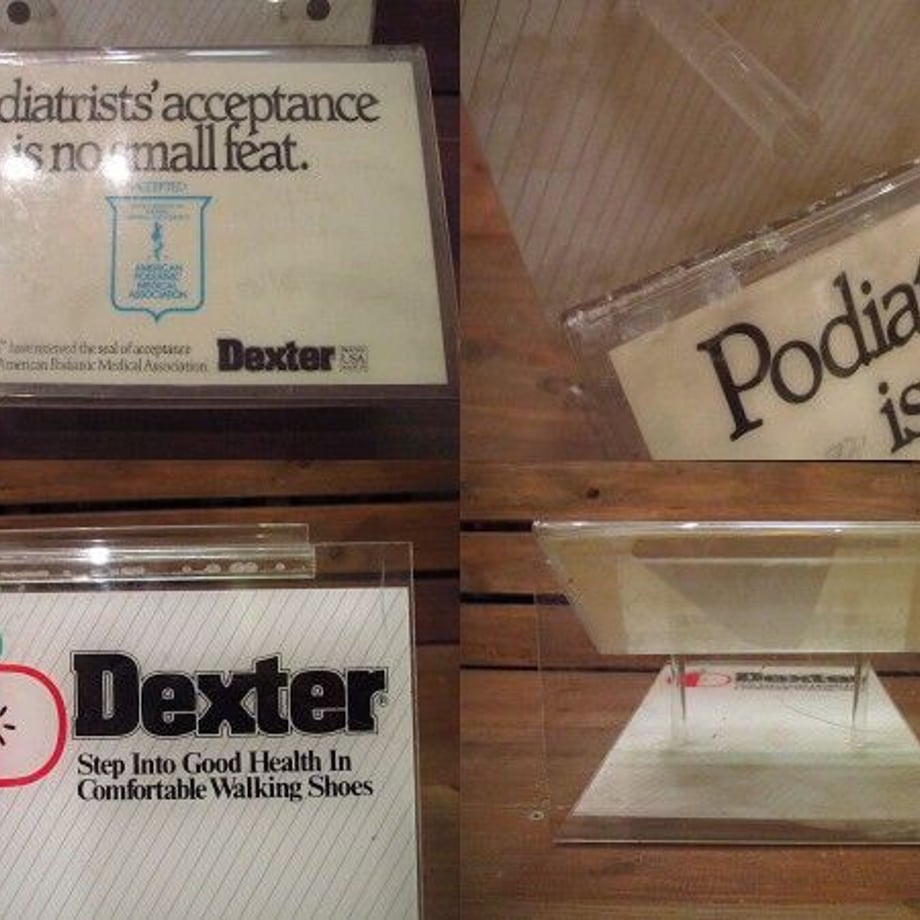 diatrists' acceptance
is no small feat.
ACCEPTED
AMERICAN
PODIATRIC
MEDICAL
ASSOCIATION
have received the seal of acceptance
American Podiatric Medical Association.
Dexter
USA
Podia
is
Dexter
Step Into Good Health In
Comfortable Walking Shoes
Dexter